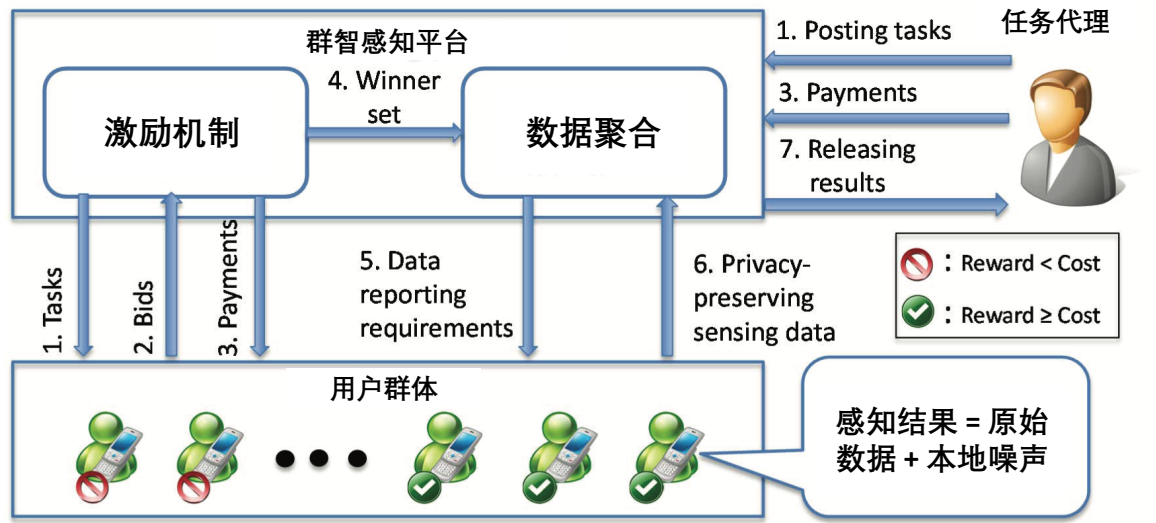 群智感知平台
激励机制
4. Winner
set
数据聚合
1. Posting tasks
任务代理
3. Payments
7. Releasing
results
: Reward < Cost
: Reward ≥ Cost
1. Tasks
2. Bids
3. Payments
5. Data
reporting
requirements
6. Privacy-
preserving
sensing data
用户群体
感知结果 = 原始
数据 + 本地噪声